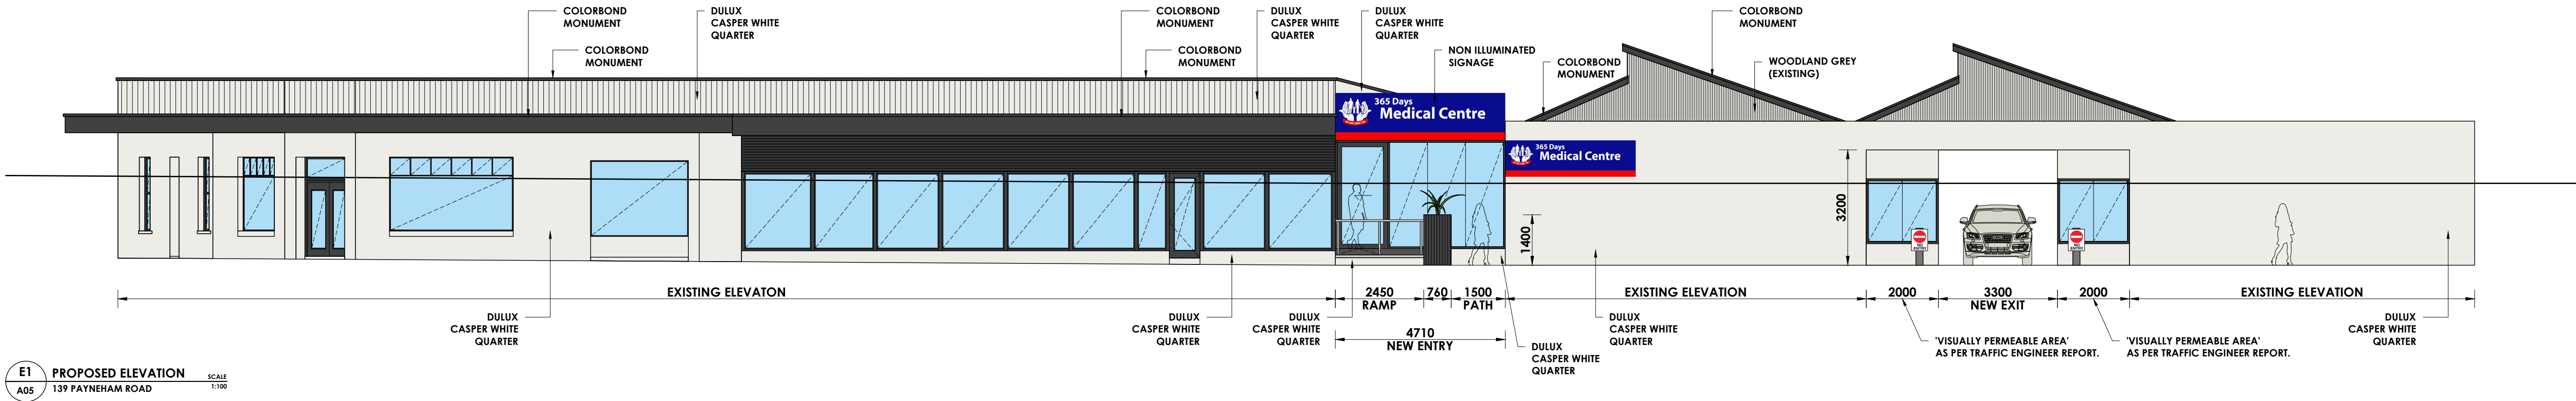 COLORBOND
MONUMENT
DULUX
CASPER WHITE
QUARTER
COLORBOND
MONUMENT
DULUX
CASPER WHITE
QUARTER
DULUX
CASPER WHITE
QUARTER
COLORBOND
MONUMENT
COLORBOND
MONUMENT
COLORBOND
MONUMENT
NON ILLUMINATED
SIGNAGE
COLORBOND
MONUMENT
WOODLAND GREY
(EXISTING)
365 Days
Medical Centre
365 Days
Medical Centre
3200
1400
NO
ENTRY
NO
ENTRY
EXISTING ELEVATON
2450
RAMP
760
1500
PATH
EXISTING ELEVATION
2000
3300
NEW EXIT
2000
EXISTING ELEVATION
DULUX
CASPER WHITE
QUARTER
DULUX
CASPER WHITE
QUARTER
DULUX
CASPER WHITE
QUARTER
4710
NEW ENTRY
DULUX
CASPER WHITE
QUARTER
DULUX
CASPER WHITE
QUARTER
'VISUALLY PERMEABLE AREA'
AS PER TRAFFIC ENGINEER REPORT.
'VISUALLY PERMEABLE AREA'
AS PER TRAFFIC ENGINEER REPORT.
DULUX
CASPER WHITE
QUARTER
E1
A05
PROPOSED ELEVATION
139 PAYNEHAM ROAD
SCALE
1:100